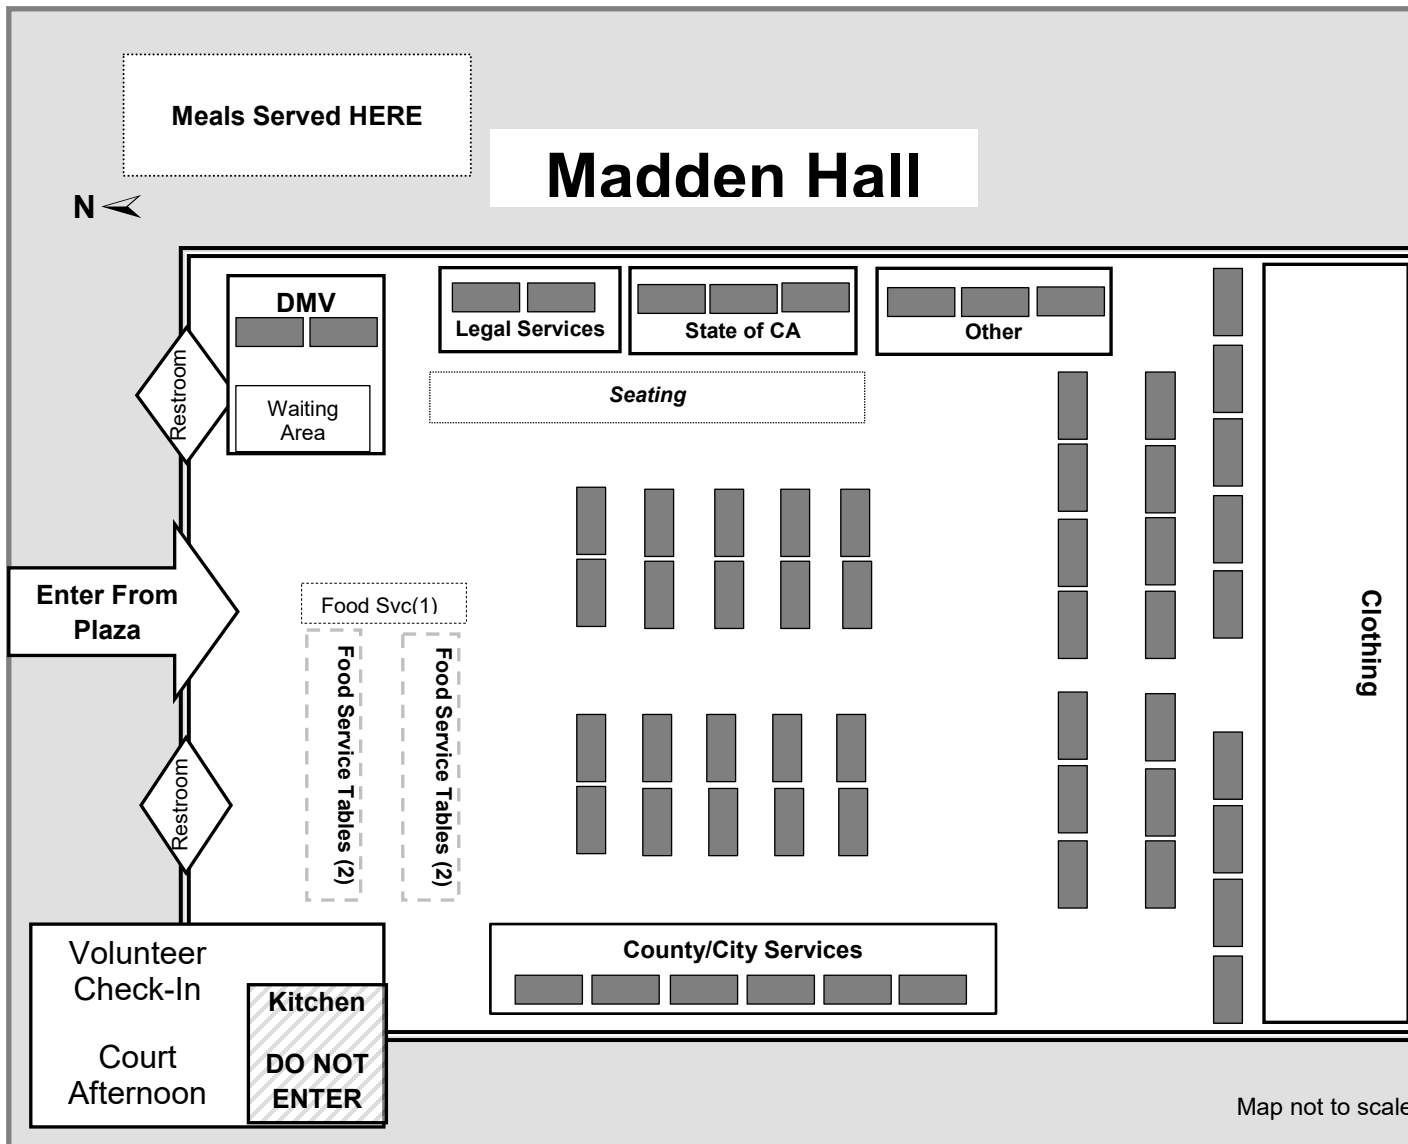 Meals Served HERE
Madden Hall
N
DMV
Legal Services
State of CA
Other
Restroom
Waiting
Area
Seating
Enter From
Plaza
Food Svc(1)
Food Service Tables (2)
Food Service Tables (2)
Clothing
Restroom
Volunteer
Check-In
Court
Afternoon
Kitchen
DO NOT
ENTER
County/City Services
Map not to scale